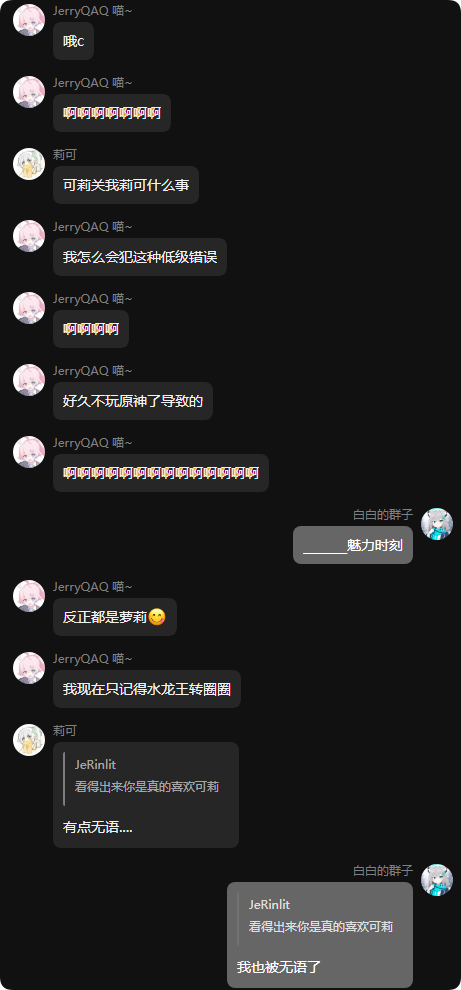 JerryQAQ 喵~
哦c
JerryQAQ 喵~
啊啊啊啊啊啊啊
莉可
可莉关我莉可什么事
JerryQAQ 喵~
我怎么会犯这种低级错误
JerryQAQ 喵~
啊啊啊啊
JerryQAQ 喵~
好久不玩原神了导致的
JerryQAQ 喵~
啊啊啊啊啊啊啊啊啊啊啊啊啊啊
白白的群子
______魅力时刻
JerryQAQ 喵~
反正都是萝莉😋
JerryQAQ 喵~
我现在只记得水龙王转圈圈
莉可
JeRinlit
看得出来你是真的喜欢可莉
有点无语....
白白的群子
JeRinlit
看得出来你是真的喜欢可莉
我也被无语了